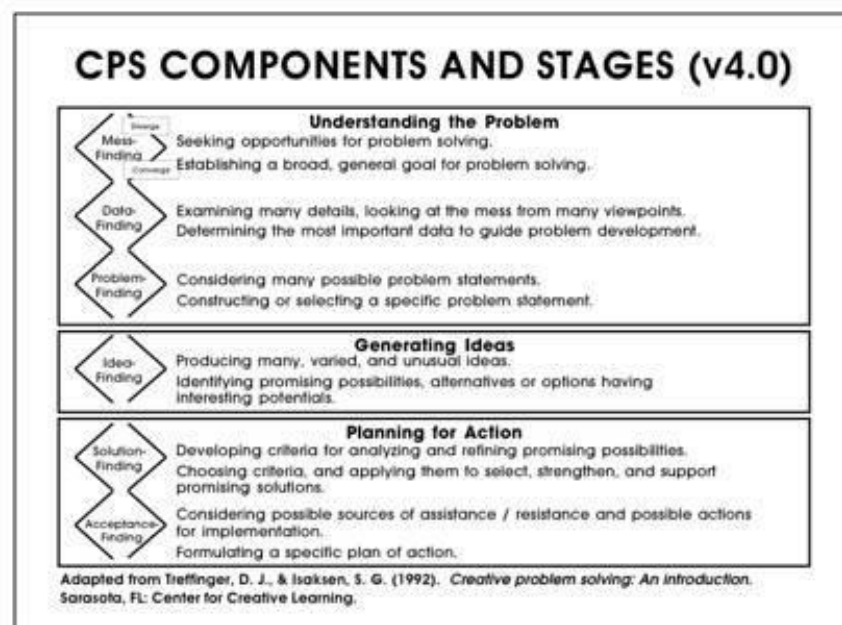 CPS COMPONENTS AND STAGES (v4.0)
Understanding the Problem
Diverge
Mess-
Finding
Converge
Seeking opportunities for problem solving.
Establishing a broad, general goal for problem solving.
Data-
Finding
Examining many details, looking at the mess from many viewpoints.
Determining the most important data to guide problem development.
Problem-
Finding
Considering many possible problem statements.
Constructing or selecting a specific problem statement.
Generating Ideas
Idea-
Finding
Producing many, varied, and unusual ideas.
Identifying promising possibilities, alternatives or options having
interesting potentials.
Planning for Action
Solution-
Finding
Developing criteria for analyzing and refining promising possibilities.
Choosing criteria, and applying them to select, strengthen, and support
promising solutions.
Acceptance-
Finding
Considering possible sources of assistance / resistance and possible actions
for implementation.
Formulating a specific plan of action.
Adapted from Treffinger, D. J., & Isaksen, S. G. (1992). Creative problem solving: An introduction.
Sarasota, FL: Center for Creative Learning.